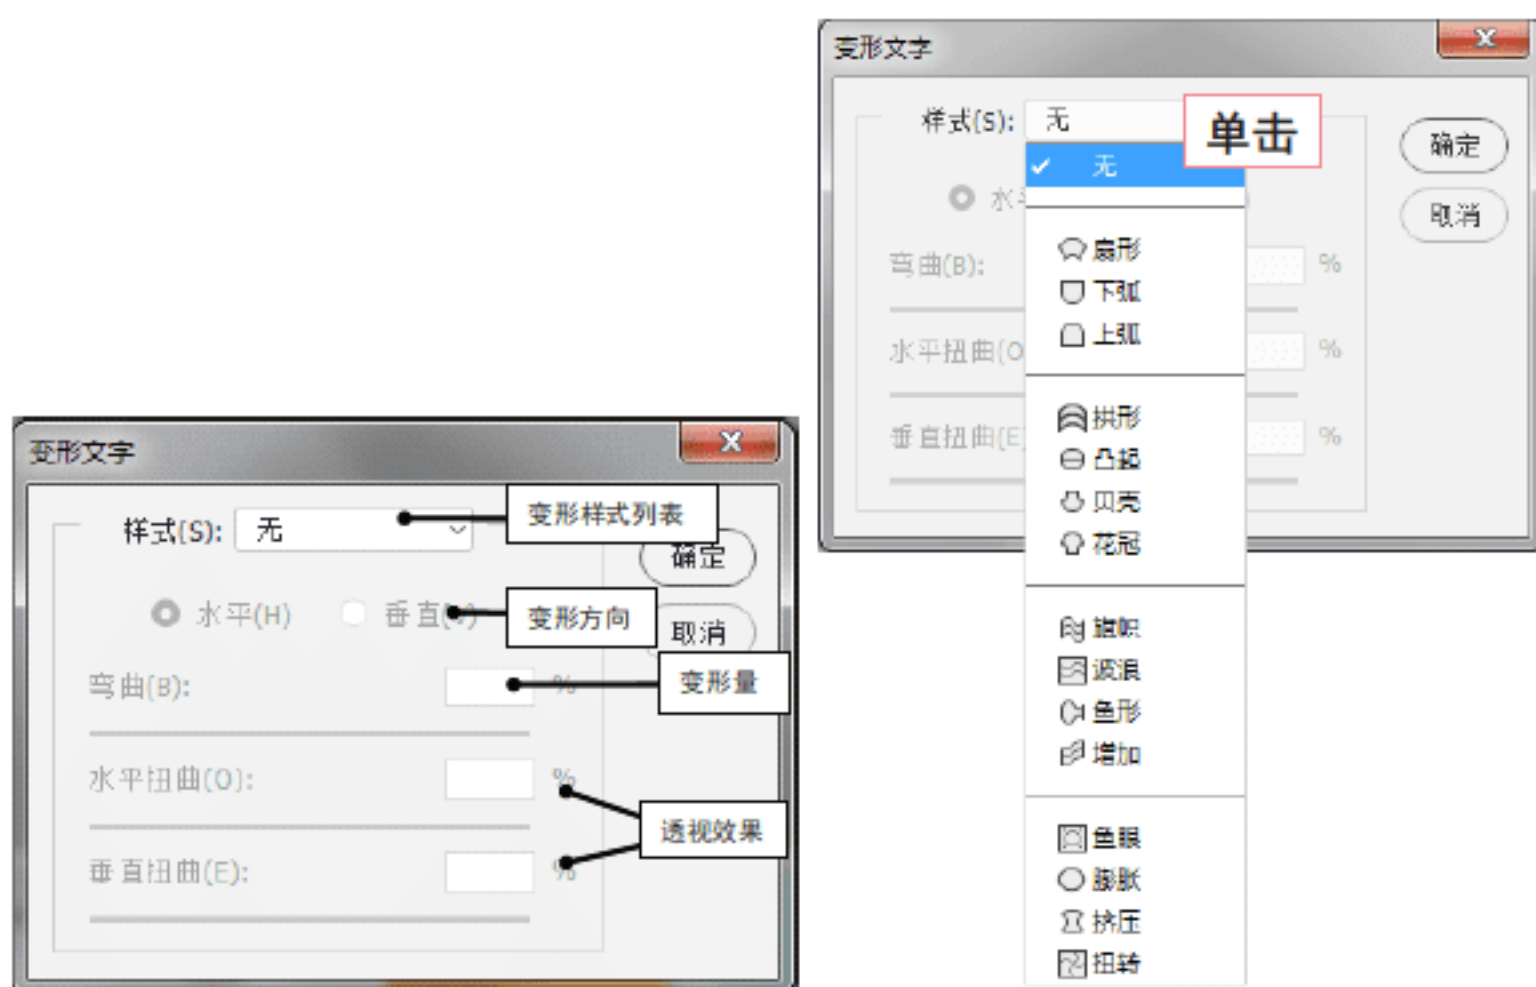 变形文字
样式(S): 无
变形样式列表
确定
水平(H)
垂直(V)
变形方向
取消
弯曲(B):
%
变形量
水平扭曲(O):
%
透视效果
垂直扭曲(E):
%
变形文字
样式(S): 无
单击
确定
无
取消
水平
扇形
弯曲(B):
%
下弧
上弧
水平扭曲(O
%
拱形
垂直扭曲(E
%
凸起
贝壳
花冠
旗帜
波浪
鱼形
增加
鱼眼
膨胀
挤压
扭转